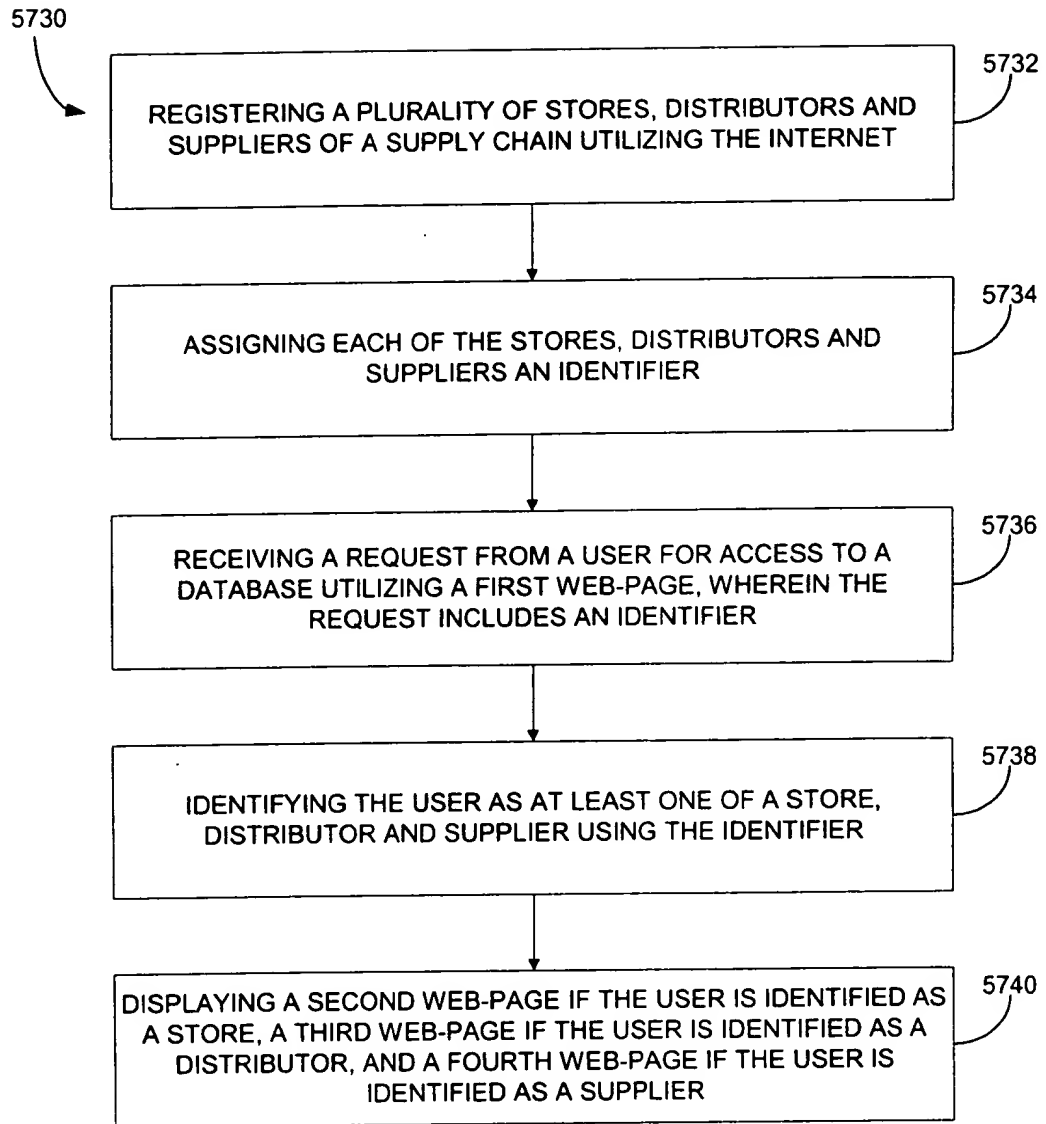 5730
5732
REGISTERING A PLURALITY OF STORES, DISTRIBUTORS AND
SUPPLIERS OF A SUPPLY CHAIN UTILIZING THE INTERNET
5734
ASSIGNING EACH OF THE STORES, DISTRIBUTORS AND
SUPPLIERS AN IDENTIFIER
5736
RECEIVING A REQUEST FROM A USER FOR ACCESS TO A
DATABASE UTILIZING A FIRST WEB-PAGE, WHEREIN THE
REQUEST INCLUDES AN IDENTIFIER
5738
IDENTIFYING THE USER AS AT LEAST ONE OF A STORE,
DISTRIBUTOR AND SUPPLIER USING THE IDENTIFIER
5740
DISPLAYING A SECOND WEB-PAGE IF THE USER IS IDENTIFIED AS
A STORE, A THIRD WEB-PAGE IF THE USER IS IDENTIFIED AS A
DISTRIBUTOR, AND A FOURTH WEB-PAGE IF THE USER IS
IDENTIFIED AS A SUPPLIER